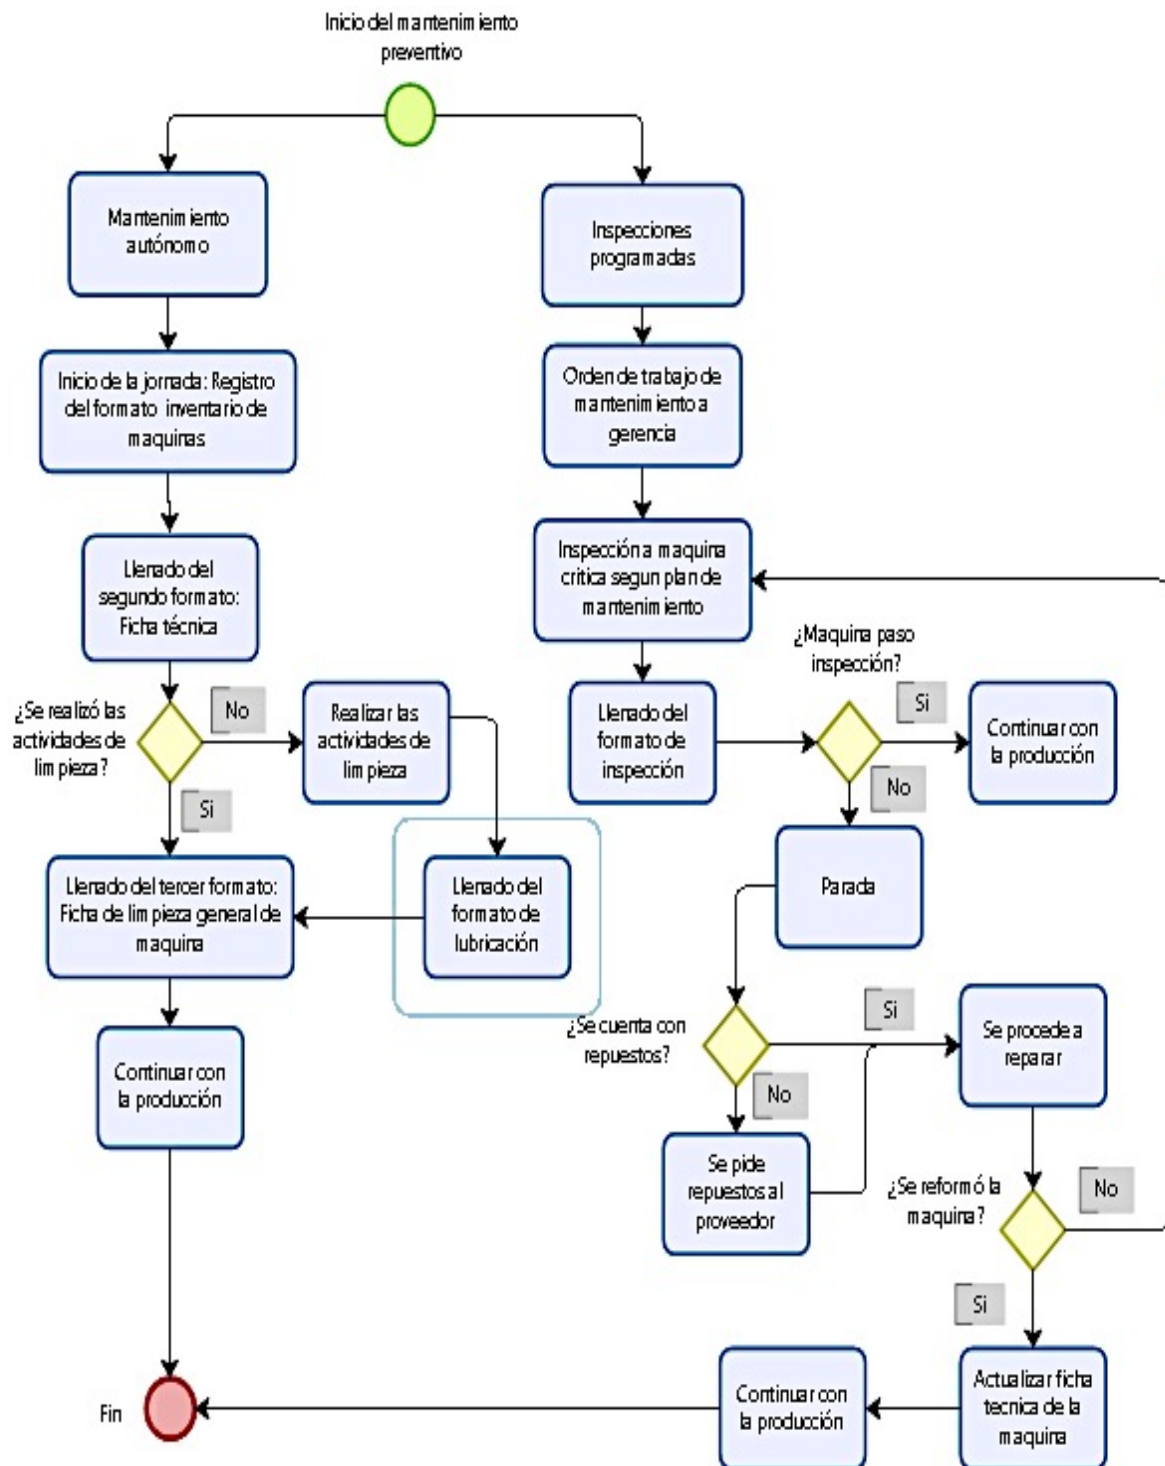 Inicio del mantenimiento
preventivo
Mantenimiento
autónomo
Inicio de la jornada: Registro
del formato inventario de
maquinas
Llenado del
segundo formato:
Ficha técnica
¿Se realizó las
actividades de
limpieza?
No
Si
Realizar las
actividades de
limpieza
Llenado del
formato de
lubricación
Llenado del tercer formato:
Ficha de limpieza general de
maquina
Continuar con
la producción
Fin
Inspecciones
programadas
Orden de trabajo de
mantenimiento a
gerencia
Inspección a maquina
critica segun plan de
mantenimiento
Llenado del
formato de
inspección
¿Maquina paso
inspección?
Si
No
Continuar con
la producción
Parada
¿Se cuenta con
repuestos?
Si
No
Se pide
repuestos al
proveedor
Se procede a
reparar
¿Se reformó la
maquina?
No
Si
Actualizar ficha
tecnica de la
maquina
Continuar con
la producción